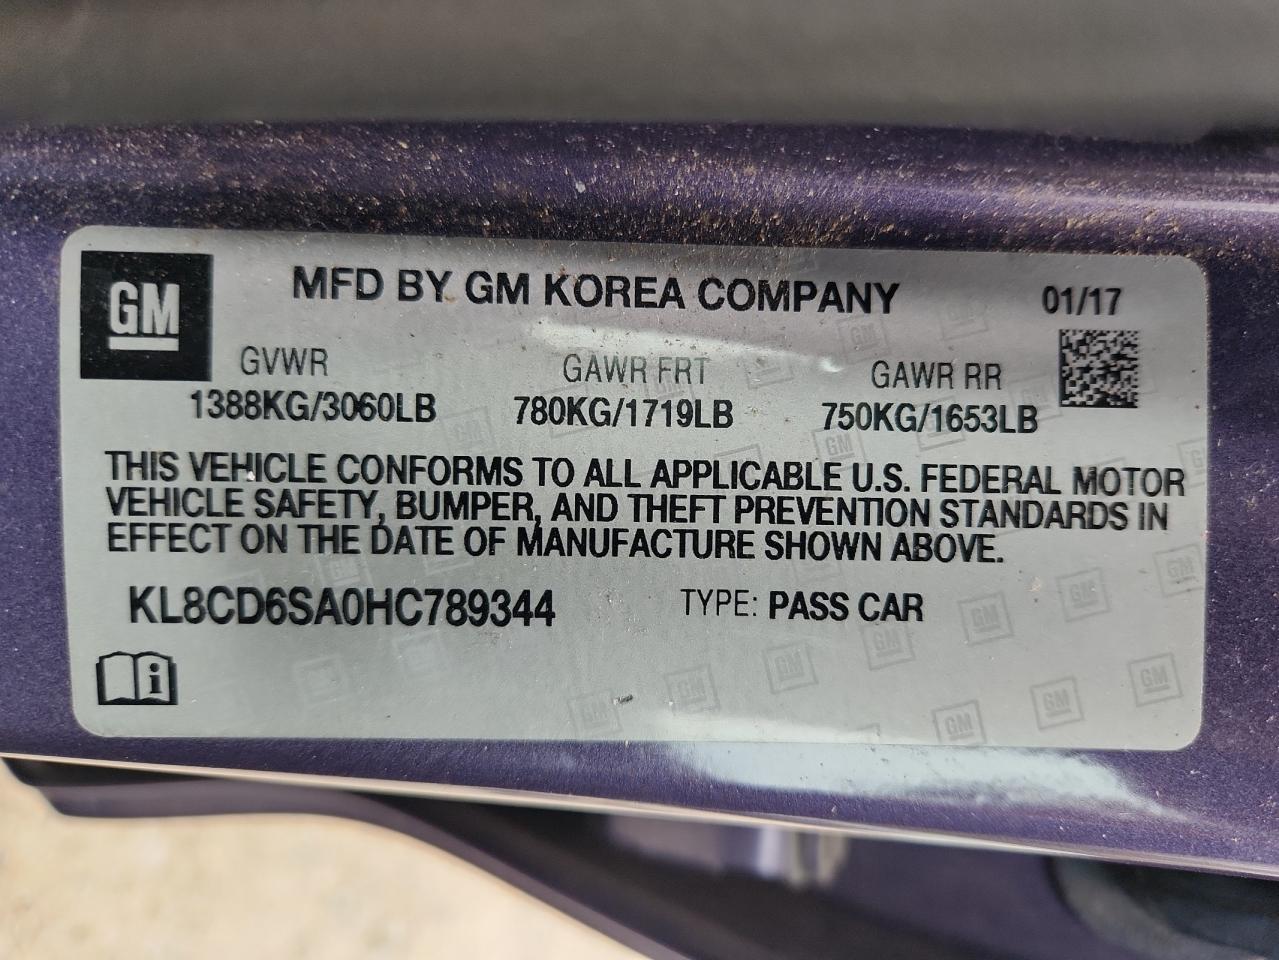 GM
MFD BY GM KOREA COMPANY 01/17
GVWR GAWR FRT GAWR RR
1388KG/3060LB 780KG/1719LB 750KG/1653LB
THIS VEHICLE CONFORMS TO ALL APPLICABLE U.S. FEDERAL MOTOR
VEHICLE SAFETY, BUMPER, AND THEFT PREVENTION STANDARDS IN
EFFECT ON THE DATE OF MANUFACTURE SHOWN ABOVE.
KL8CD6SA0HC789344 TYPE: PASS CAR